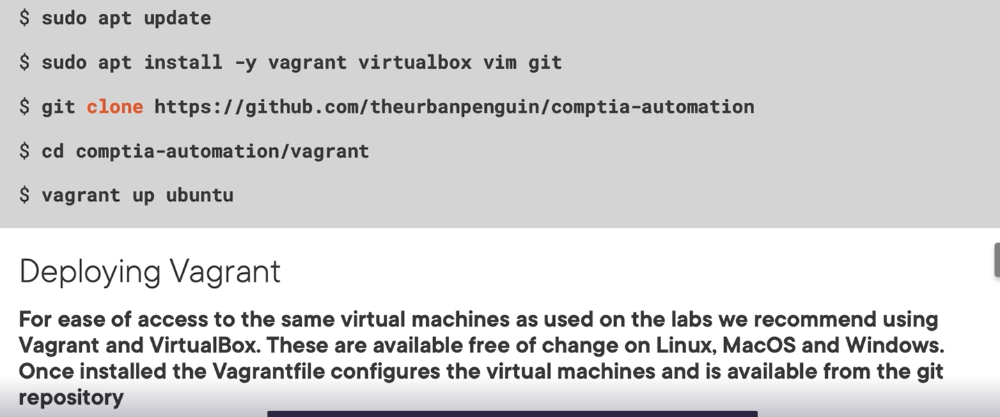 $ sudo apt update
$ sudo apt install -y vagrant virtualbox vim git
$ git clone https://github.com/theurbanpenguin/comptia-automation
$ cd comptia-automation/vagrant
$ vagrant up ubuntu
Deploying Vagrant
For ease of access to the same virtual machines as used on the labs we recommend using
Vagrant and VirtualBox. These are available free of change on Linux, MacOS and Windows.
Once installed the Vagrantfile configures the virtual machines and is available from the git
repository